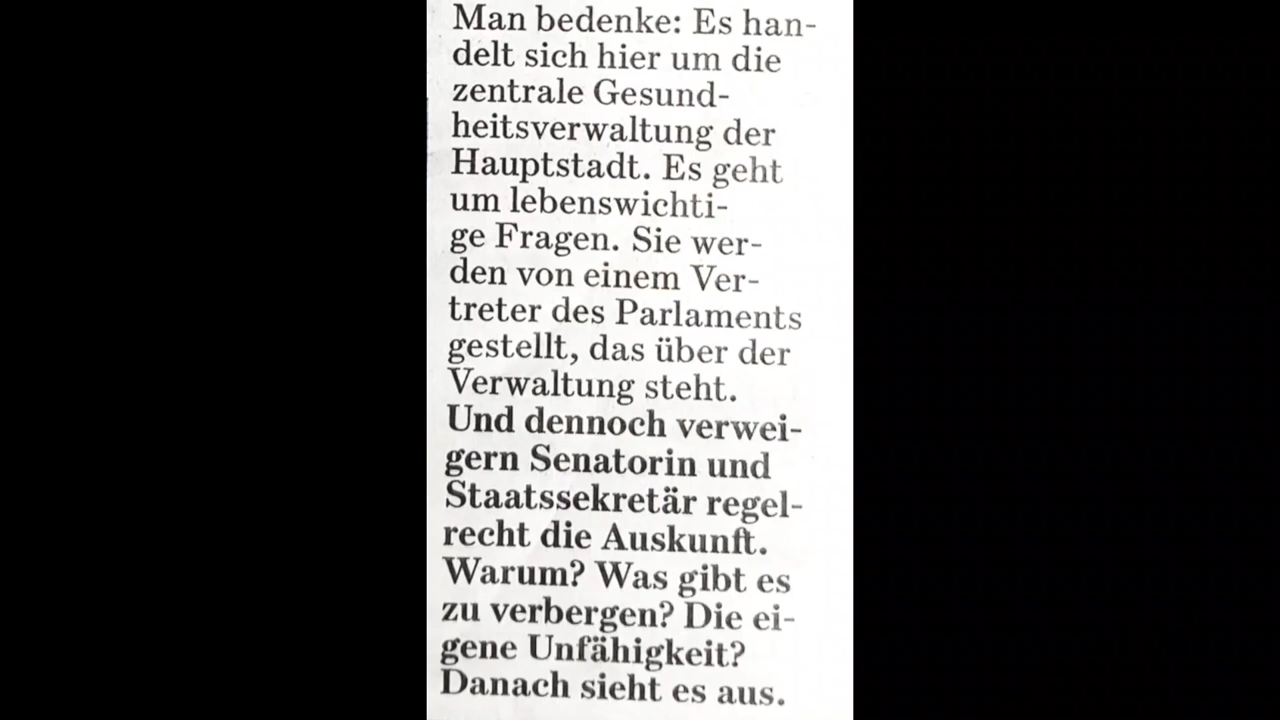 Man bedenke: Es han-
delt sich hier um die
zentrale Gesund-
heitsverwaltung der
Hauptstadt. Es geht
um lebenswichti-
ge Fragen. Sie wer-
den von einem Ver-
treter des Parlaments
gestellt, das über der
Verwaltung steht.
Und dennoch verwei-
gern Senatorin und
Staatssekretär regel-
recht die Auskunft.
Warum? Was gibt es
zu verbergen? Die ei-
gene Unfähigkeit?
Danach sieht es aus.